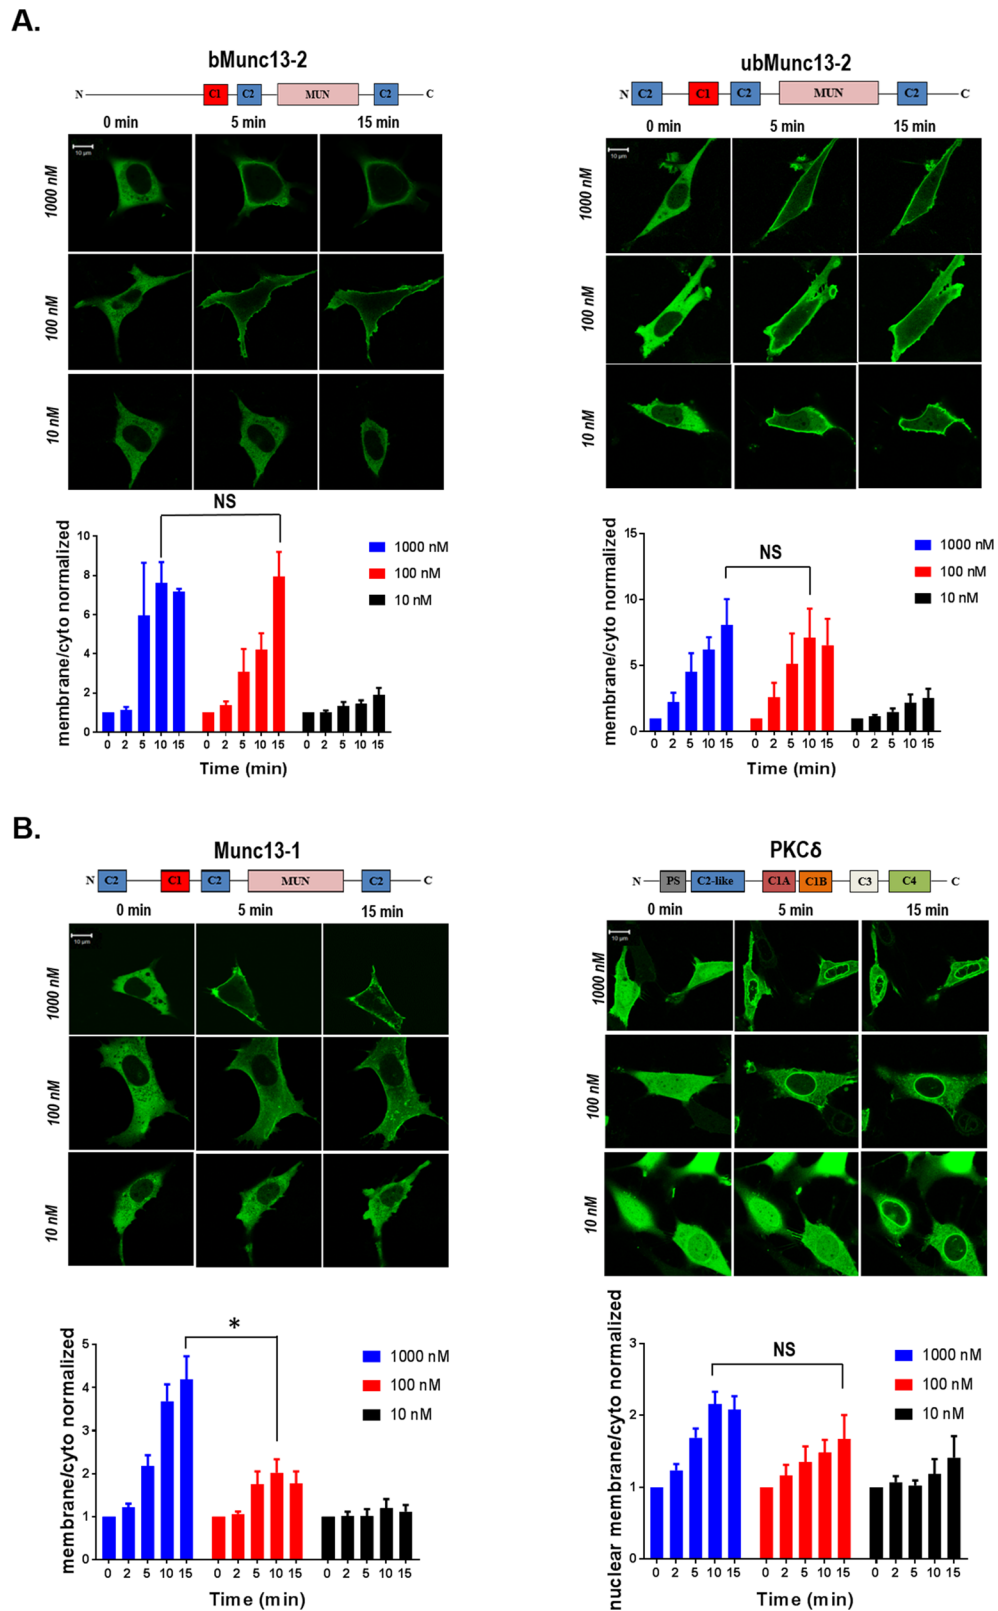 A.
bMunc13-2
N C1 C2 MUN C2 C
0 min 5 min 15 min
10 µm
1000 nM
100 nM
10 nM
NS
membrane/cyto normalized
10
8
6
4
2
0
1000 nM
100 nM
10 nM
0 2 5 10 15 0 2 5 10 15 0 2 5 10 15
Time (min)
ubMunc13-2
N C2 C1 C2 MUN C2 C
0 min 5 min 15 min
10 µm
1000 nM
100 nM
10 nM
NS
membrane/cyto normalized
15
10
5
0
1000 nM
100 nM
10 nM
0 2 5 10 15 0 2 5 10 15 0 2 5 10 15
Time (min)
B.
Munc13-1
N C2 C1 C2 MUN C2 C
0 min 5 min 15 min
10 µm
1000 nM
100 nM
10 nM
*
membrane/cyto normalized
5
4
3
2
1
0
1000 nM
100 nM
10 nM
0 2 5 10 15 0 2 5 10 15 0 2 5 10 15
Time (min)
PKCδ
N PS C2-like C1A C1B C3 C4 C
0 min 5 min 15 min
10 µm
1000 nM
100 nM
10 nM
NS
nuclear membrane/cyto normalized
3
2
1
0
1000 nM
100 nM
10 nM
0 2 5 10 15 0 2 5 10 15 0 2 5 10 15
Time (min)